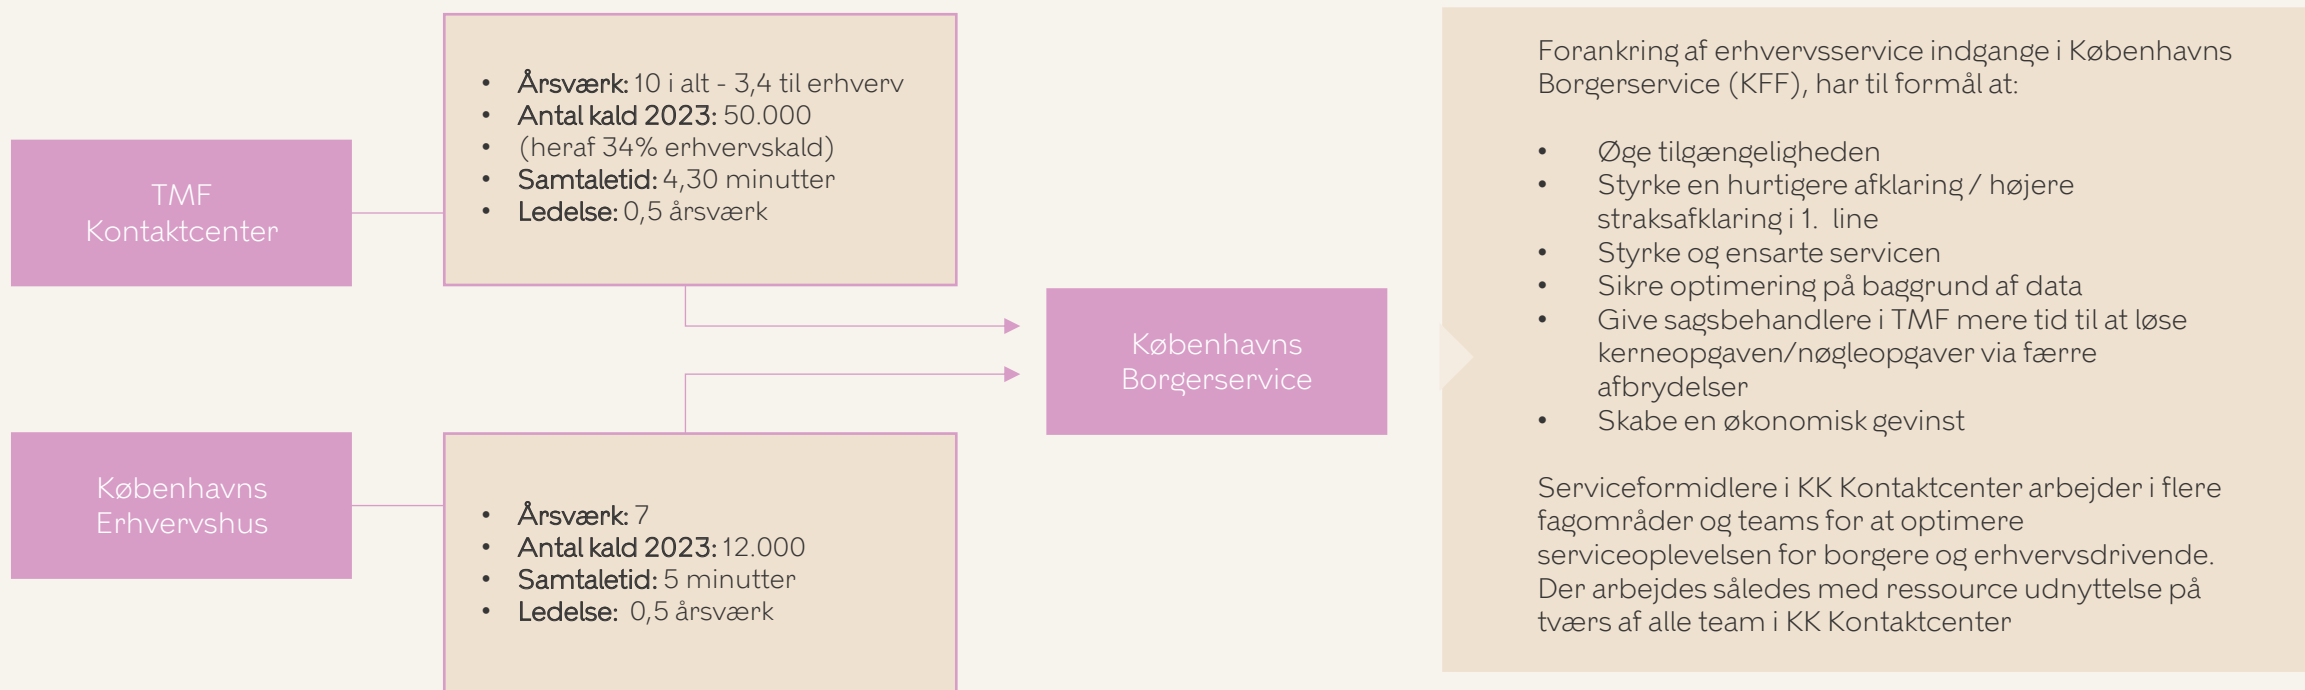 TMF
Kontaktcenter
• Årsværk: 10 i alt - 3,4 til erhverv
• Antal kald 2023: 50.000
• (heraf 34% erhvervskald)
• Samtaletid: 4,30 minutter
• Ledelse: 0,5 årsværk
Københavns
Erhvervshus
• Årsværk: 7
• Antal kald 2023: 12.000
• Samtaletid: 5 minutter
• Ledelse: 0,5 årsværk
Københavns
Borgerservice
Forankring af erhvervsservice indgange i Københavns
Borgerservice (KFF), har til formål at:
• Øge tilgængeligheden
• Styrke en hurtigere afklaring / højere
straksafklaring i 1. line
• Styrke og ensarte servicen
• Sikre optimering på baggrund af data
• Give sagsbehandlere i TMF mere tid til at løse
kerneopgaven/nøgleopgaver via færre
afbrydelser
• Skabe en økonomisk gevinst
Serviceformidlere i KK Kontaktcenter arbejder i flere
fagområder og teams for at optimere
serviceoplevelsen for borgere og erhvervsdrivende.
Der arbejdes således med ressource udnyttelse på
tværs af alle team i KK Kontaktcenter